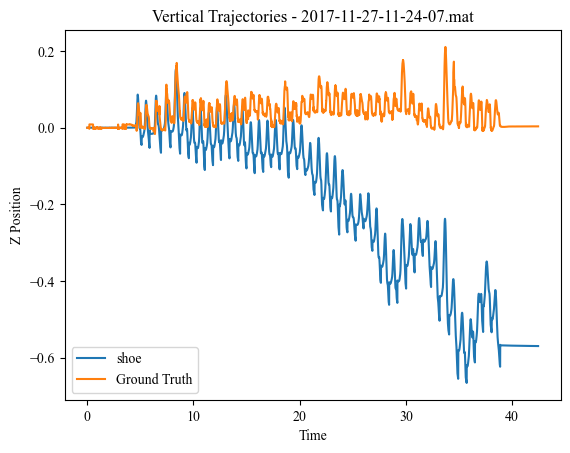 Vertical Trajectories - 2017-11-27-11-24-07.mat
Z Position
0.2
0.0
−0.2
−0.4
−0.6
shoe
Ground Truth
0
10
20
30
40
Time